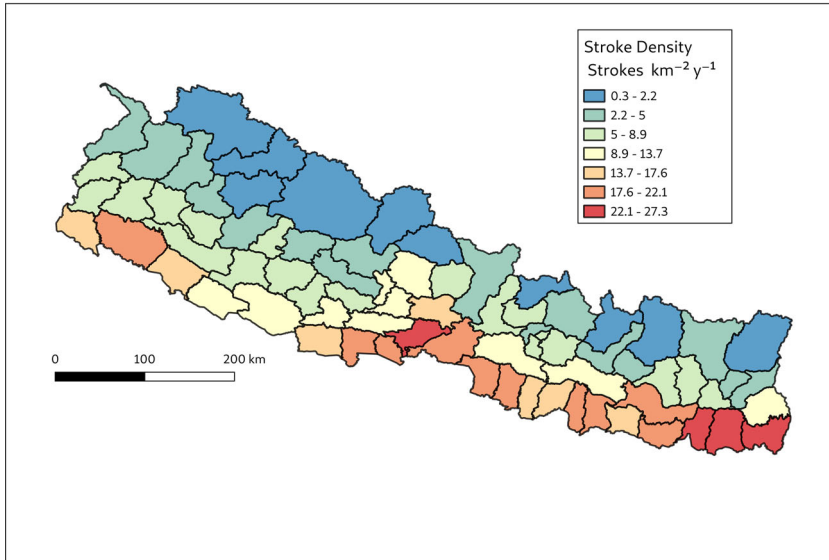 Stroke Density
Strokes km⁻² y⁻¹
0.3 - 2.2
2.2 - 5
5 - 8.9
8.9 - 13.7
13.7 - 17.6
17.6 - 22.1
22.1 - 27.3
0 100 200 km